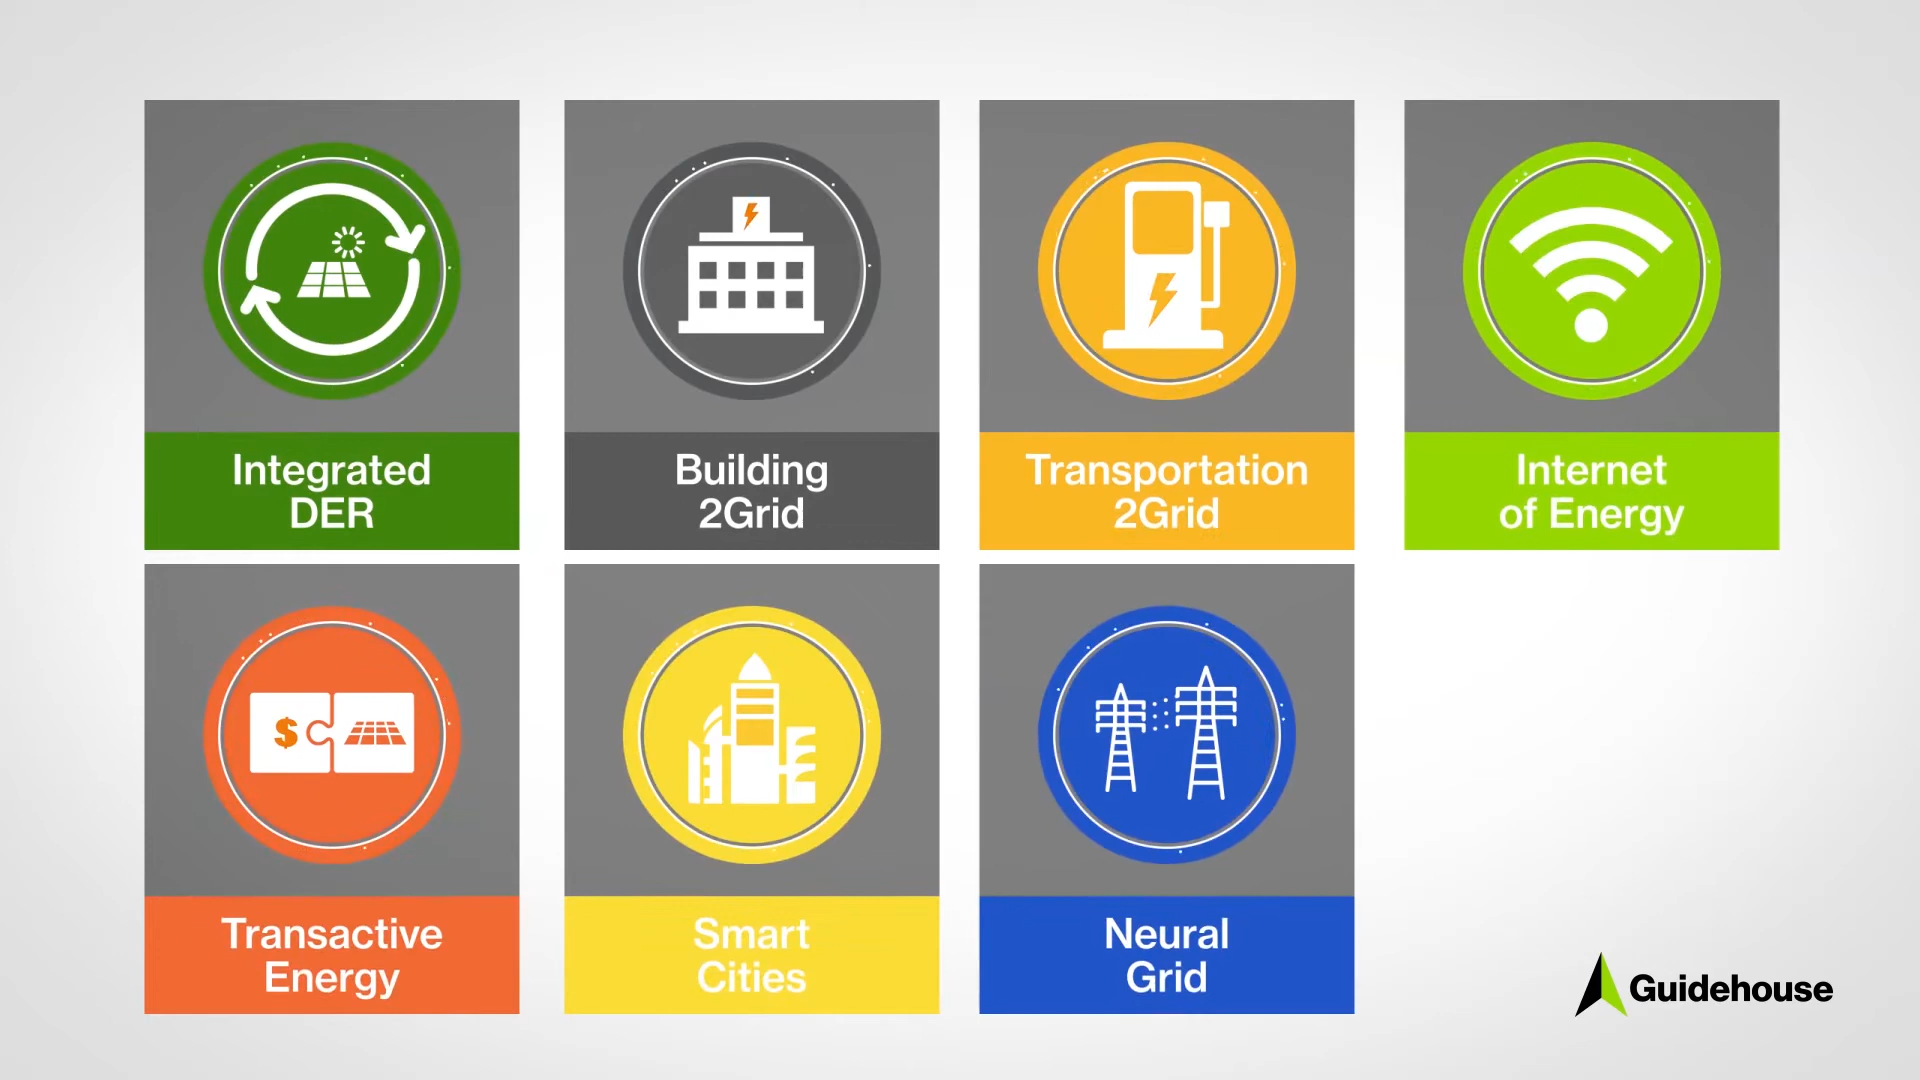 Integrated
DER
Building
2Grid
Transportation
2Grid
Internet
of Energy
$
Transactive
Energy
Smart
Cities
Neural
Grid
Guidehouse